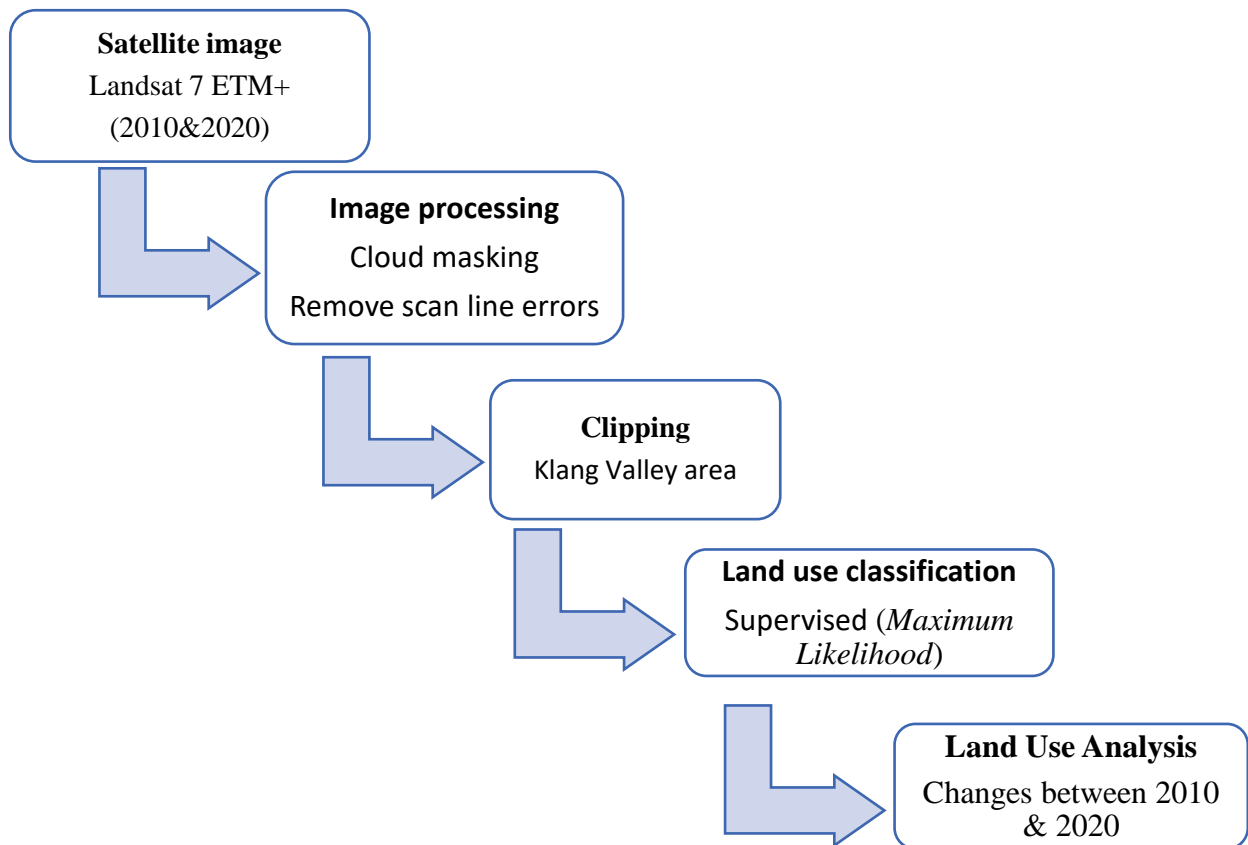 Satellite image
Landsat 7 ETM+
(2010&2020)
Image processing
Cloud masking
Remove scan line errors
Clipping
Klang Valley area
Land use classification
Supervised (Maximum
Likelihood)
Land Use Analysis
Changes between 2010
& 2020